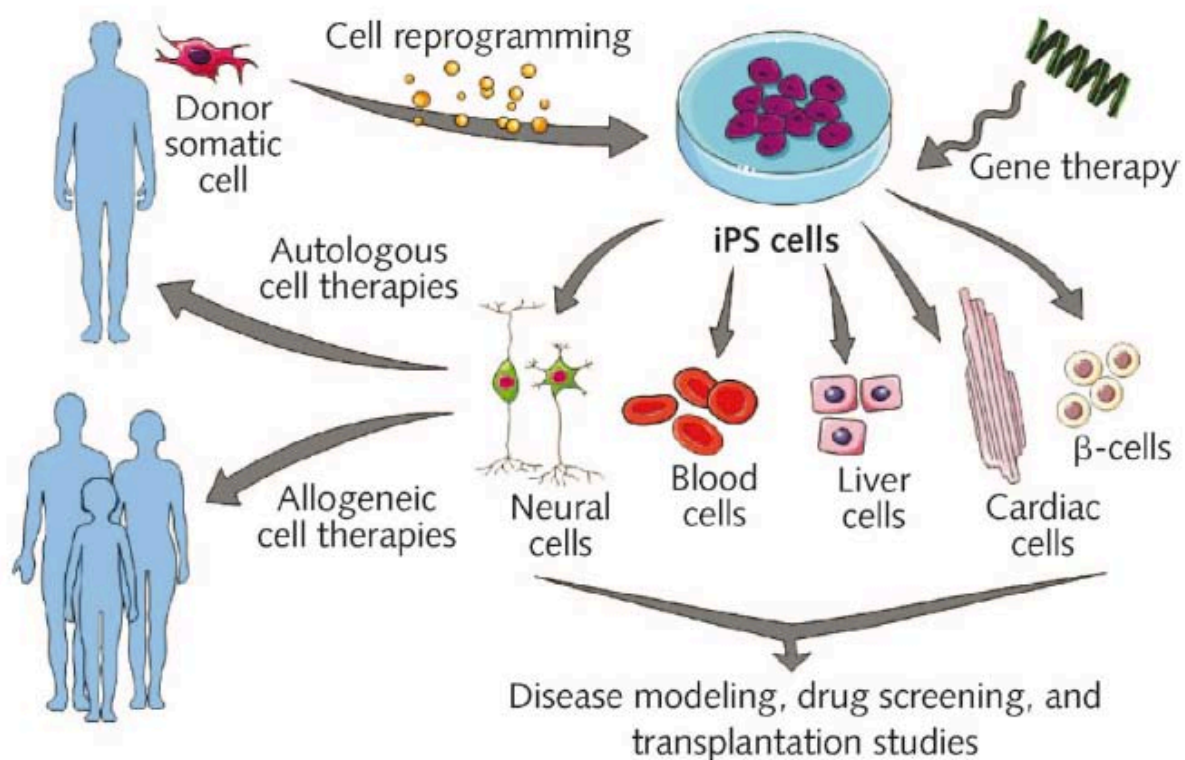 Cell reprogramming
Donor
somatic
cell
Gene therapy
iPS cells
Autologous
cell therapies
Allogeneic
cell therapies
Neural
cells
Blood
cells
Liver
cells
Cardiac
cells
β-cells
Disease modeling, drug screening, and
transplantation studies